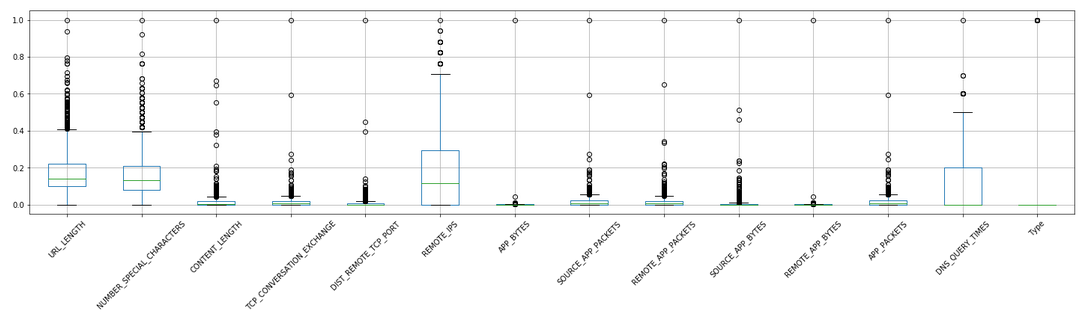 1.0
0.8
0.6
0.4
0.2
0.0
URL_LENGTH
NUMBER_SPECIAL_CHARACTERS
CONTENT_LENGTH
TCP_CONVERSATION_EXCHANGE
DIST_REMOTE_TCP_PORT
REMOTE_IPS
APP_BYTES
SOURCE_APP_PACKETS
REMOTE_APP_PACKETS
SOURCE_APP_BYTES
REMOTE_APP_BYTES
APP_PACKETS
DNS_QUERY_TIMES
Type